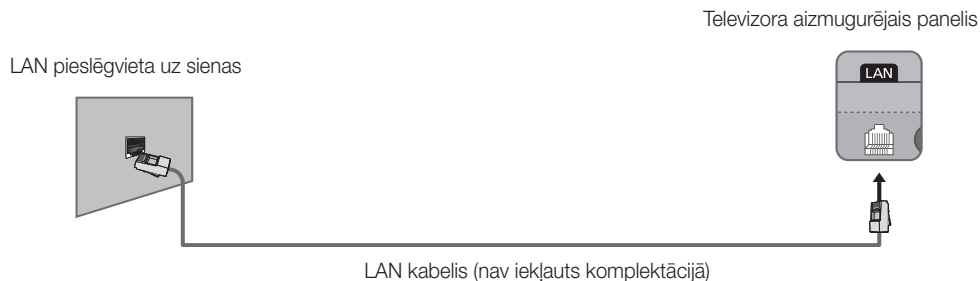 Televizora aizmugurējais panelis
LAN pieslēgvieta uz sienas
LAN
LAN kabelis (nav iekļauts komplektācijā)